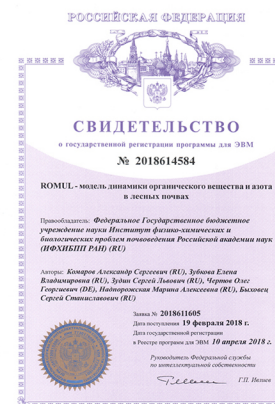 РОССИЙСКАЯ ФЕДЕРАЦИЯ
СВИДЕТЕЛЬСТВО
о государственной регистрации программы для ЭВМ
№ 2018614584
ROMUL - модель динамики органического вещества и азота
в лесных почвах
Правообладатель: Федеральное Государственное бюджетное
учреждение науки Институт физико-химических и
биологических проблем почвоведения Российской академии наук
(ИФХИБПП РАН) (RU)
Авторы: Комаров Александр Сергеевич (RU), Зубкова Елена
Владимировна (RU), Зудин Сергей Львович (RU), Чертов Олег
Георгиевич (DE), Надпорожская Марина Алексеевна (RU), Быховец
Сергей Станиславович (RU)
Заявка № 2018611605
Дата поступления 19 февраля 2018 г.
Дата государственной регистрации
в Реестре программ для ЭВМ 10 апреля 2018 г.
Руководитель Федеральной службы
по интеллектуальной собственности
Г.П. Ивлиев